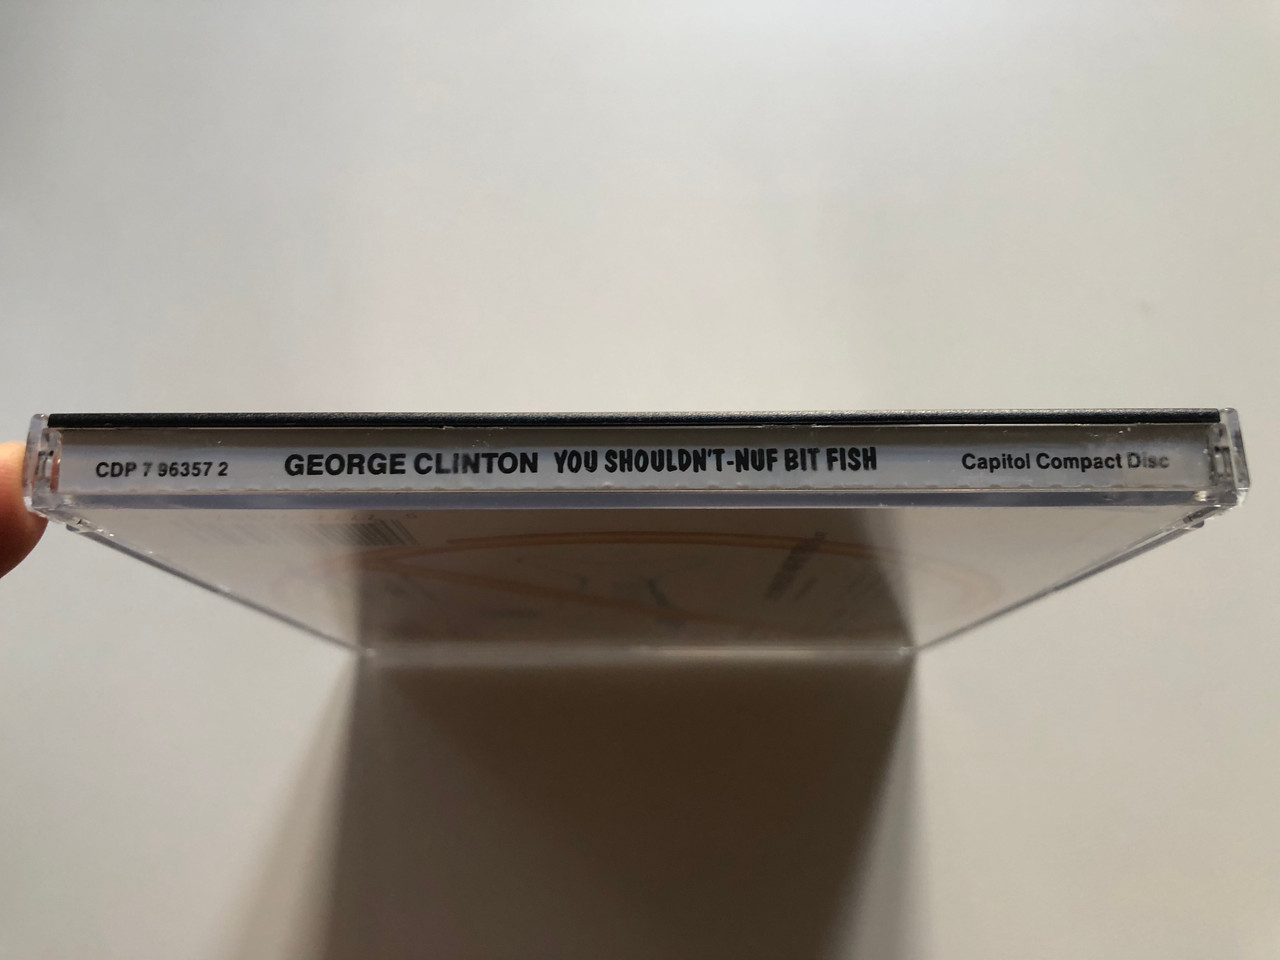 CDP 7 96357 2 GEORGE CLINTON YOU SHOULDN'T-NUF BIT FISH Capitol Compact Disc